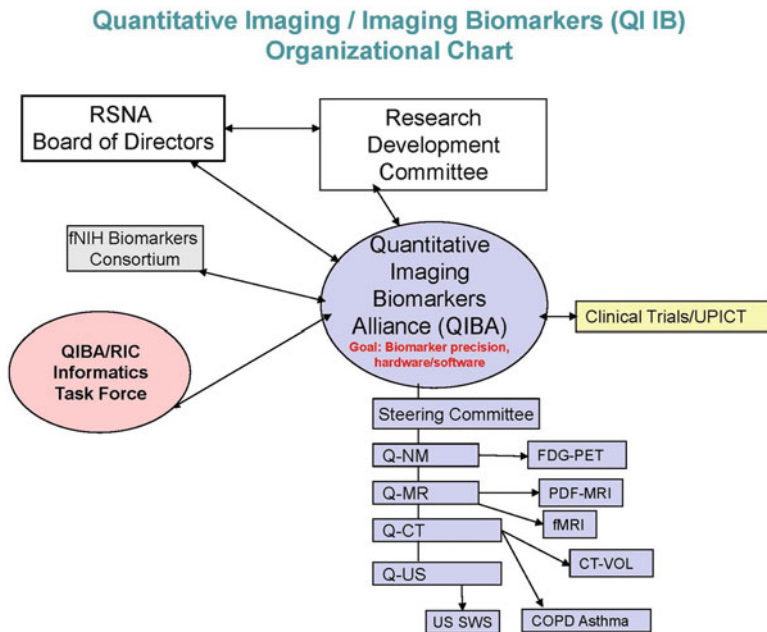 Quantitative Imaging / Imaging Biomarkers (QI IB)
Organizational Chart
RSNA
Board of Directors
Research
Development
Committee
fNIH Biomarkers
Consortium
Quantitative
Imaging
Biomarkers
Alliance (QIBA)
Goal: Biomarker precision,
hardware/software
Clinical Trials/UPICT
QIBA/RIC
Informatics
Task Force
Steering Committee
Q-NM
FDG-PET
Q-MR
PDF-MRI
fMRI
Q-CT
CT-VOL
Q-US
US SWS
COPD Asthma